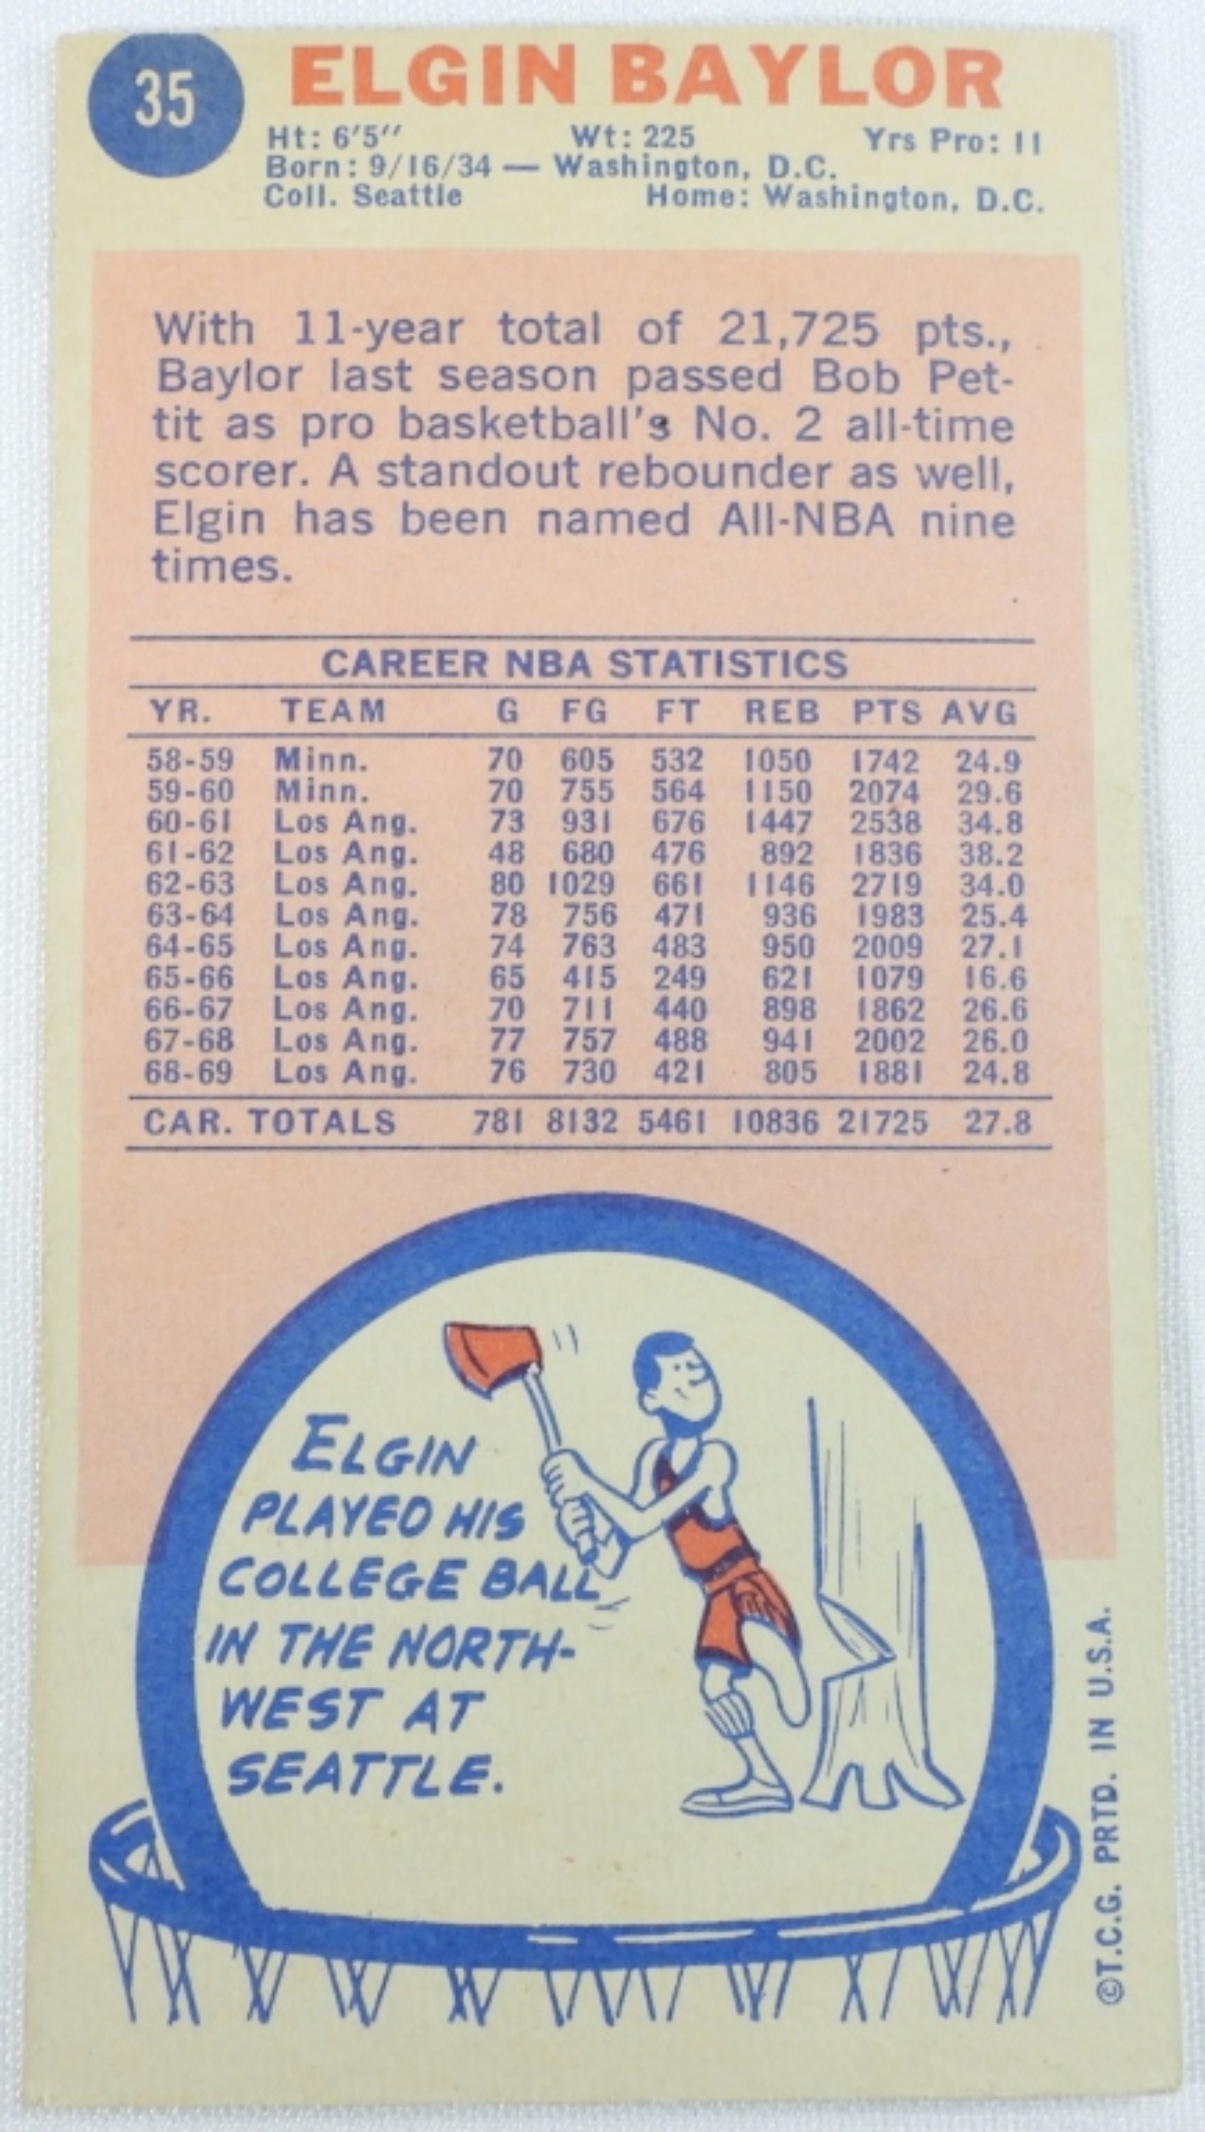 35
ELGIN BAYLOR
Ht: 6'5" Wt: 225 Yrs Pro: 11
Born: 9/16/34 — Washington, D.C.
Coll. Seattle Home: Washington, D.C.
With 11-year total of 21,725 pts.,
Baylor last season passed Bob Pet-
tit as pro basketball's No. 2 all-time
scorer. A standout rebounder as well,
Elgin has been named All-NBA nine
times.
CAREER NBA STATISTICS
YR. TEAM G FG FT REB PTS AVG
58-59 Minn. 70 605 532 1050 1742 24.9
59-60 Minn. 70 755 564 1150 2074 29.6
60-61 Los Ang. 73 931 676 1447 2538 34.8
61-62 Los Ang. 48 680 476 892 1836 38.2
62-63 Los Ang. 80 1029 661 1146 2719 34.0
63-64 Los Ang. 78 756 471 936 1983 25.4
64-65 Los Ang. 74 763 483 950 2009 27.1
65-66 Los Ang. 65 415 249 621 1079 16.6
66-67 Los Ang. 70 711 440 898 1862 26.6
67-68 Los Ang. 77 757 488 941 2002 26.0
68-69 Los Ang. 76 730 421 805 1881 24.8
CAR. TOTALS 781 8132 5461 10836 21725 27.8
ELGIN
PLAYED HIS
COLLEGE BALL
IN THE NORTH-
WEST AT
SEATTLE.
©T.C.G. PRTD. IN U.S.A.